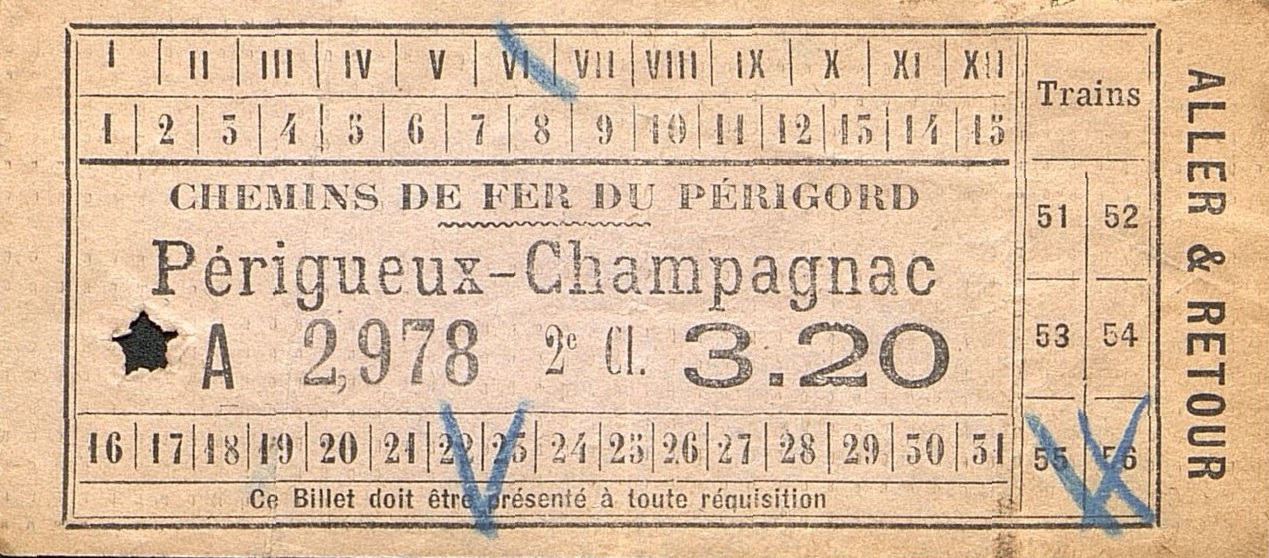 I II III IV V VI VII VIII IX X XI XII
1 2 3 4 5 6 7 8 9 10 11 12 13 14 15
Trains
CHEMINS DE FER DU PÉRIGORD
Périgueux-Champagnac
A 2,978 2e Cl. 3.20
51 52
53 54
55 56
16 17 18 19 20 21 22 23 24 25 26 27 28 29 30 31
Ce Billet doit être présenté à toute réquisition
ALLER & RETOUR